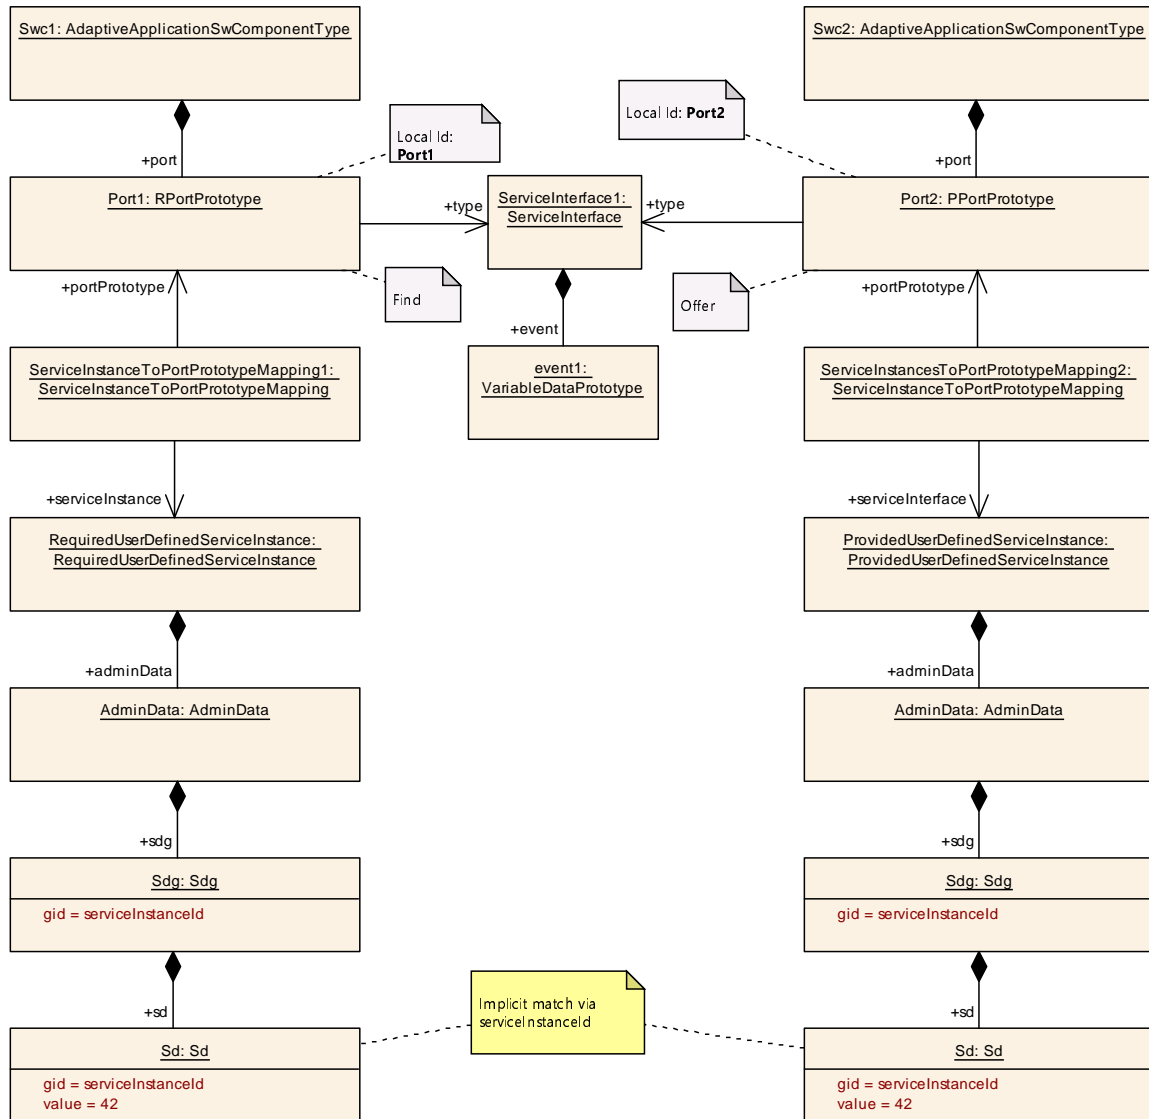 Swc1: AdaptiveApplicationSwComponentType
Swc2: AdaptiveApplicationSwComponentType
Local Id:
Port1
Local Id: Port2
+port
+port
Port1: RPortPrototype
+type
ServiceInterface1:
ServiceInterface
+type
Port2: PPortPrototype
+portPrototype
Find
Offer
+portPrototype
+event
ServiceInstanceToPortPrototypeMapping1:
ServiceInstanceToPortPrototypeMapping
event1:
VariableDataPrototype
ServiceInstancesToPortPrototypeMapping2:
ServiceInstanceToPortPrototypeMapping
+serviceInstance
+serviceInterface
RequiredUserDefinedServiceInstance:
RequiredUserDefinedServiceInstance
ProvidedUserDefinedServiceInstance:
ProvidedUserDefinedServiceInstance
+adminData
+adminData
AdminData: AdminData
AdminData: AdminData
+sdg
+sdg
Sdg: Sdg
gid = serviceInstanceId
Sdg: Sdg
gid = serviceInstanceId
+sd
Implicit match via
serviceInstanceId
+sd
Sd: Sd
gid = serviceInstanceId
value = 42
Sd: Sd
gid = serviceInstanceId
value = 42